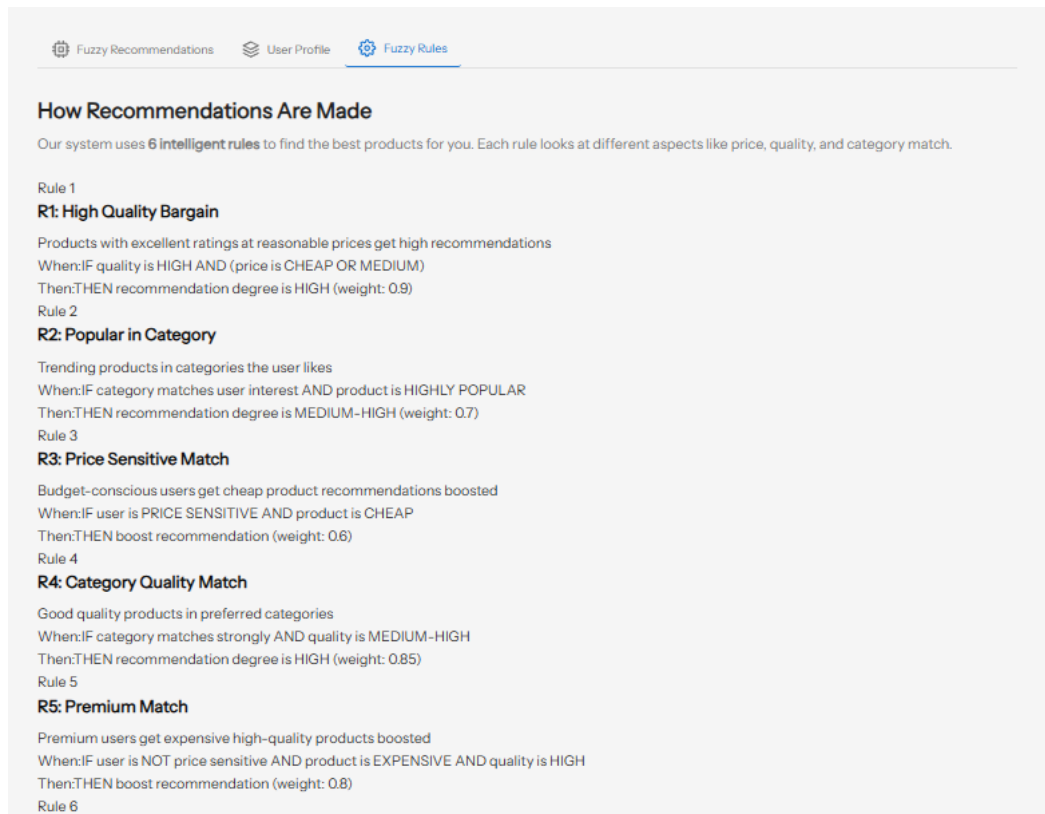 Fuzzy Recommendations User Profile Fuzzy Rules
How Recommendations Are Made
Our system uses 6 intelligent rules to find the best products for you. Each rule looks at different aspects like price, quality, and category match.
Rule 1
R1: High Quality Bargain
Products with excellent ratings at reasonable prices get high recommendations
When:IF quality is HIGH AND (price is CHEAP OR MEDIUM)
Then:THEN recommendation degree is HIGH (weight: 0.9)
Rule 2
R2: Popular in Category
Trending products in categories the user likes
When:IF category matches user interest AND product is HIGHLY POPULAR
Then:THEN recommendation degree is MEDIUM-HIGH (weight: 0.7)
Rule 3
R3: Price Sensitive Match
Budget-conscious users get cheap product recommendations boosted
When:IF user is PRICE SENSITIVE AND product is CHEAP
Then:THEN boost recommendation (weight: 0.6)
Rule 4
R4: Category Quality Match
Good quality products in preferred categories
When:IF category matches strongly AND quality is MEDIUM-HIGH
Then:THEN recommendation degree is HIGH (weight: 0.85)
Rule 5
R5: Premium Match
Premium users get expensive high-quality products boosted
When:IF user is NOT price sensitive AND product is EXPENSIVE AND quality is HIGH
Then:THEN boost recommendation (weight: 0.8)
Rule 6